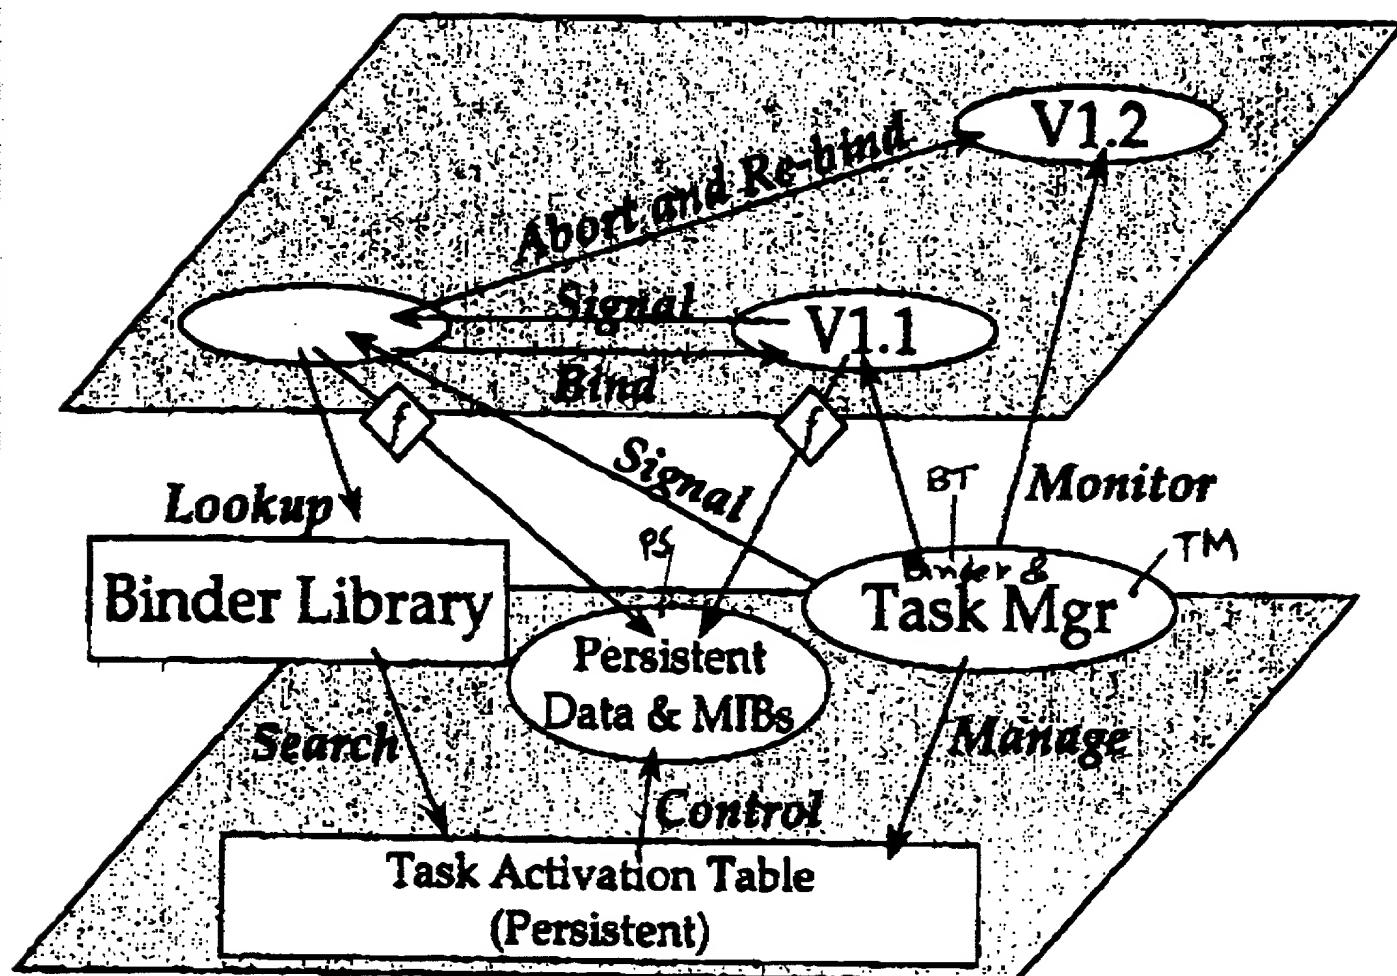 V1.2
Abort and Re-bind
Signal
V1.1
Bind
f
f
Signal
BT
Monitor
Lookup
PS
TM
Binder &
Binder Library
Task Mgr
Persistent
Data & MIBs
Search
Manage
Control
Task Activation Table
(Persistent)